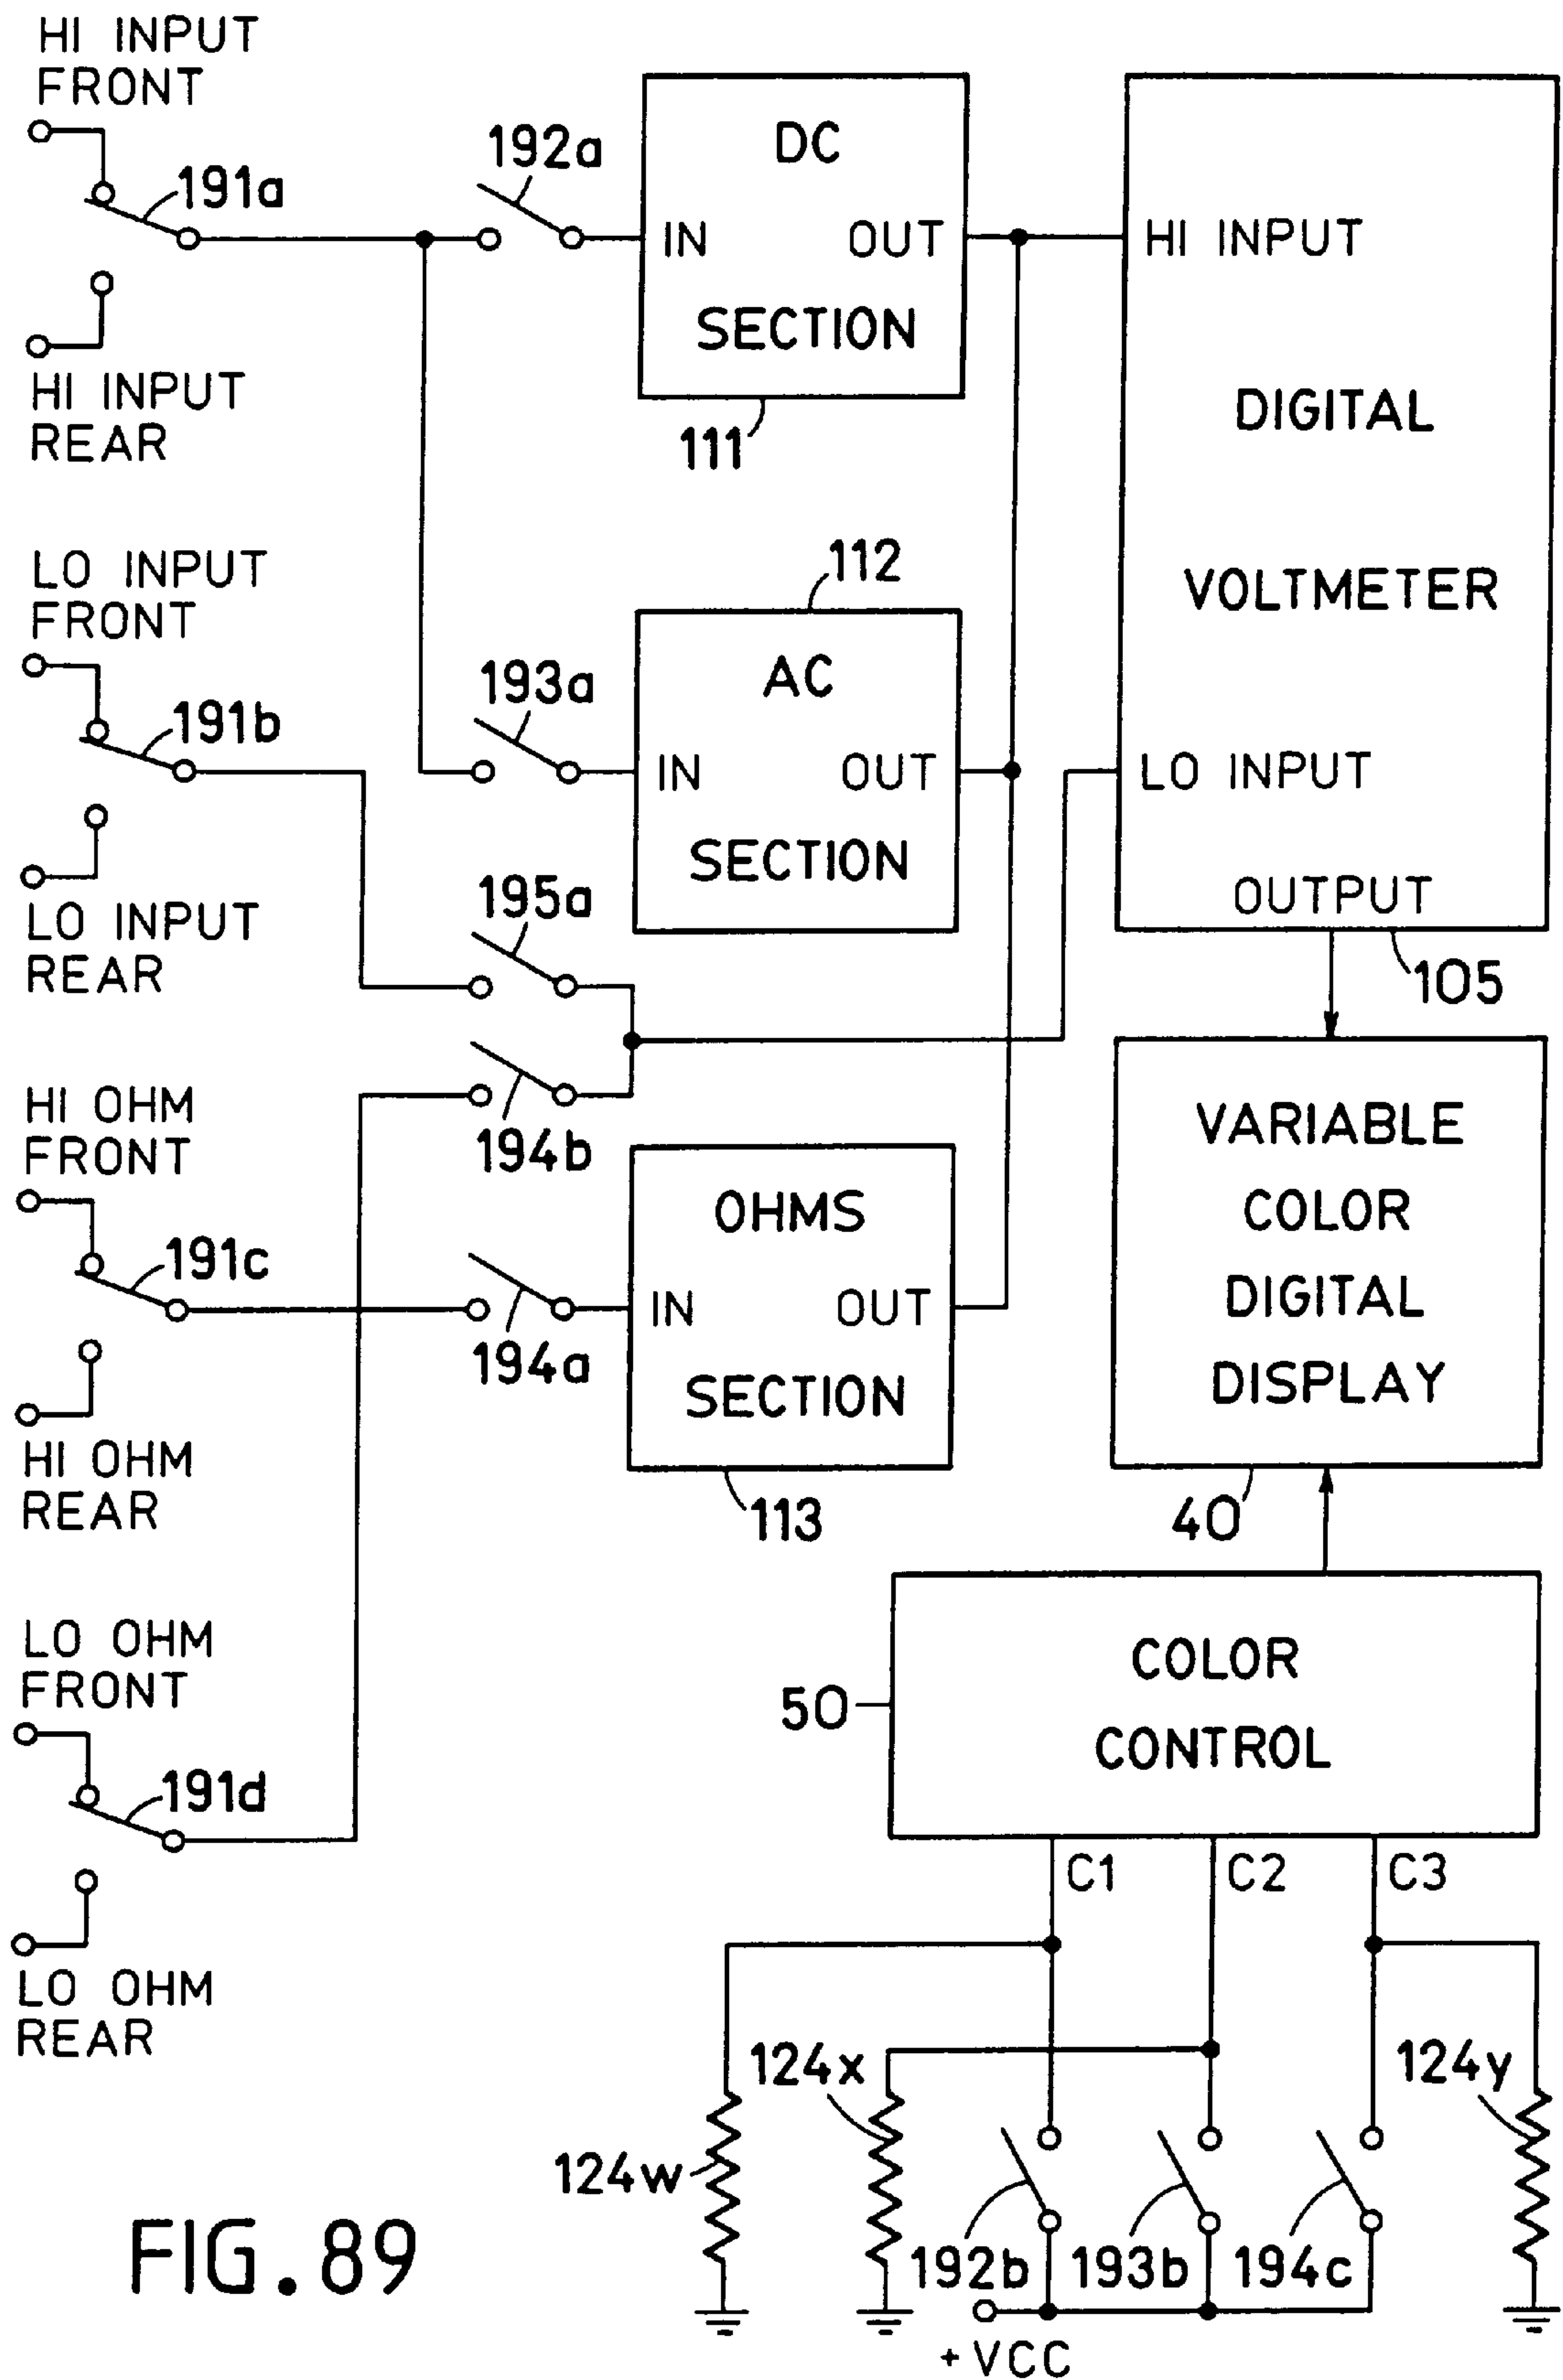 HI INPUT
FRONT
191a
HI INPUT
REAR
192a
DC
IN OUT
SECTION
111
HI INPUT
DIGITAL
VOLTMETER
LO INPUT
OUTPUT
105
LO INPUT
FRONT
191b
LO INPUT
REAR
193a
112
AC
IN OUT
SECTION
195a
194b
HI OHM
FRONT
191c
HI OHM
REAR
194a
OHMS
IN OUT
SECTION
113
VARIABLE
COLOR
DIGITAL
DISPLAY
40
LO OHM
FRONT
191d
LO OHM
REAR
50
COLOR
CONTROL
C1 C2 C3
124w
124x
124y
192b
193b
194c
+VCC
FIG. 89